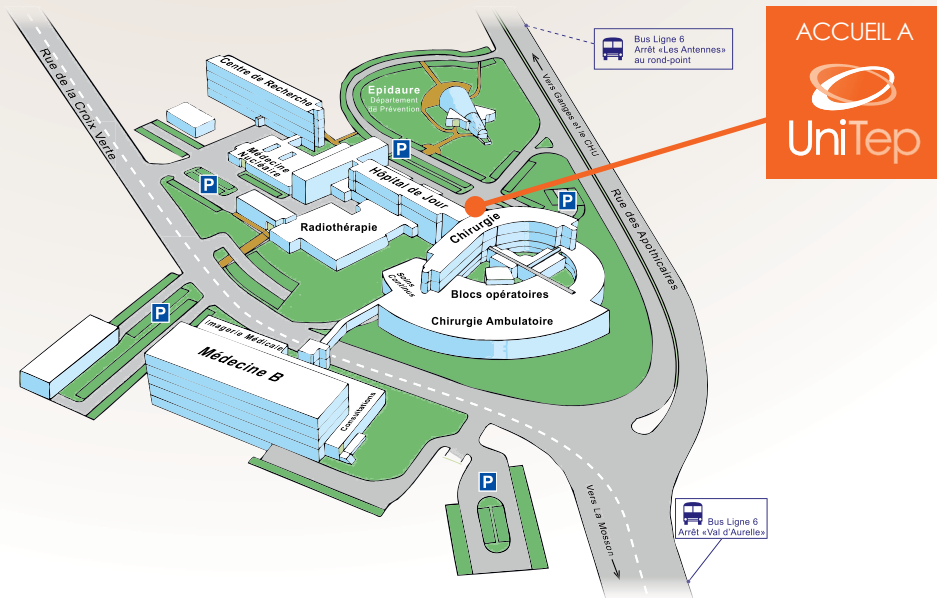 ACCUEIL A
UniTep
Bus Ligne 6
Arrêt «Les Antennes»
au rond-point
Rue de la Croix Verte
Centre de Recherche
Epidaure
Département
de Prévention
Vers Ganges et le CHU
P
Médecine
Nucléaire
P
Hôpital de Jour
P
Rue des Apothicaires
Radiothérapie
Chirurgie
Soins
Continus
Blocs opératoires
Chirurgie Ambulatoire
P
Imagerie Médicale
Médecine B
Consultations
P
Vers La Mosson
Bus Ligne 6
Arrêt «Val d'Aurelle»